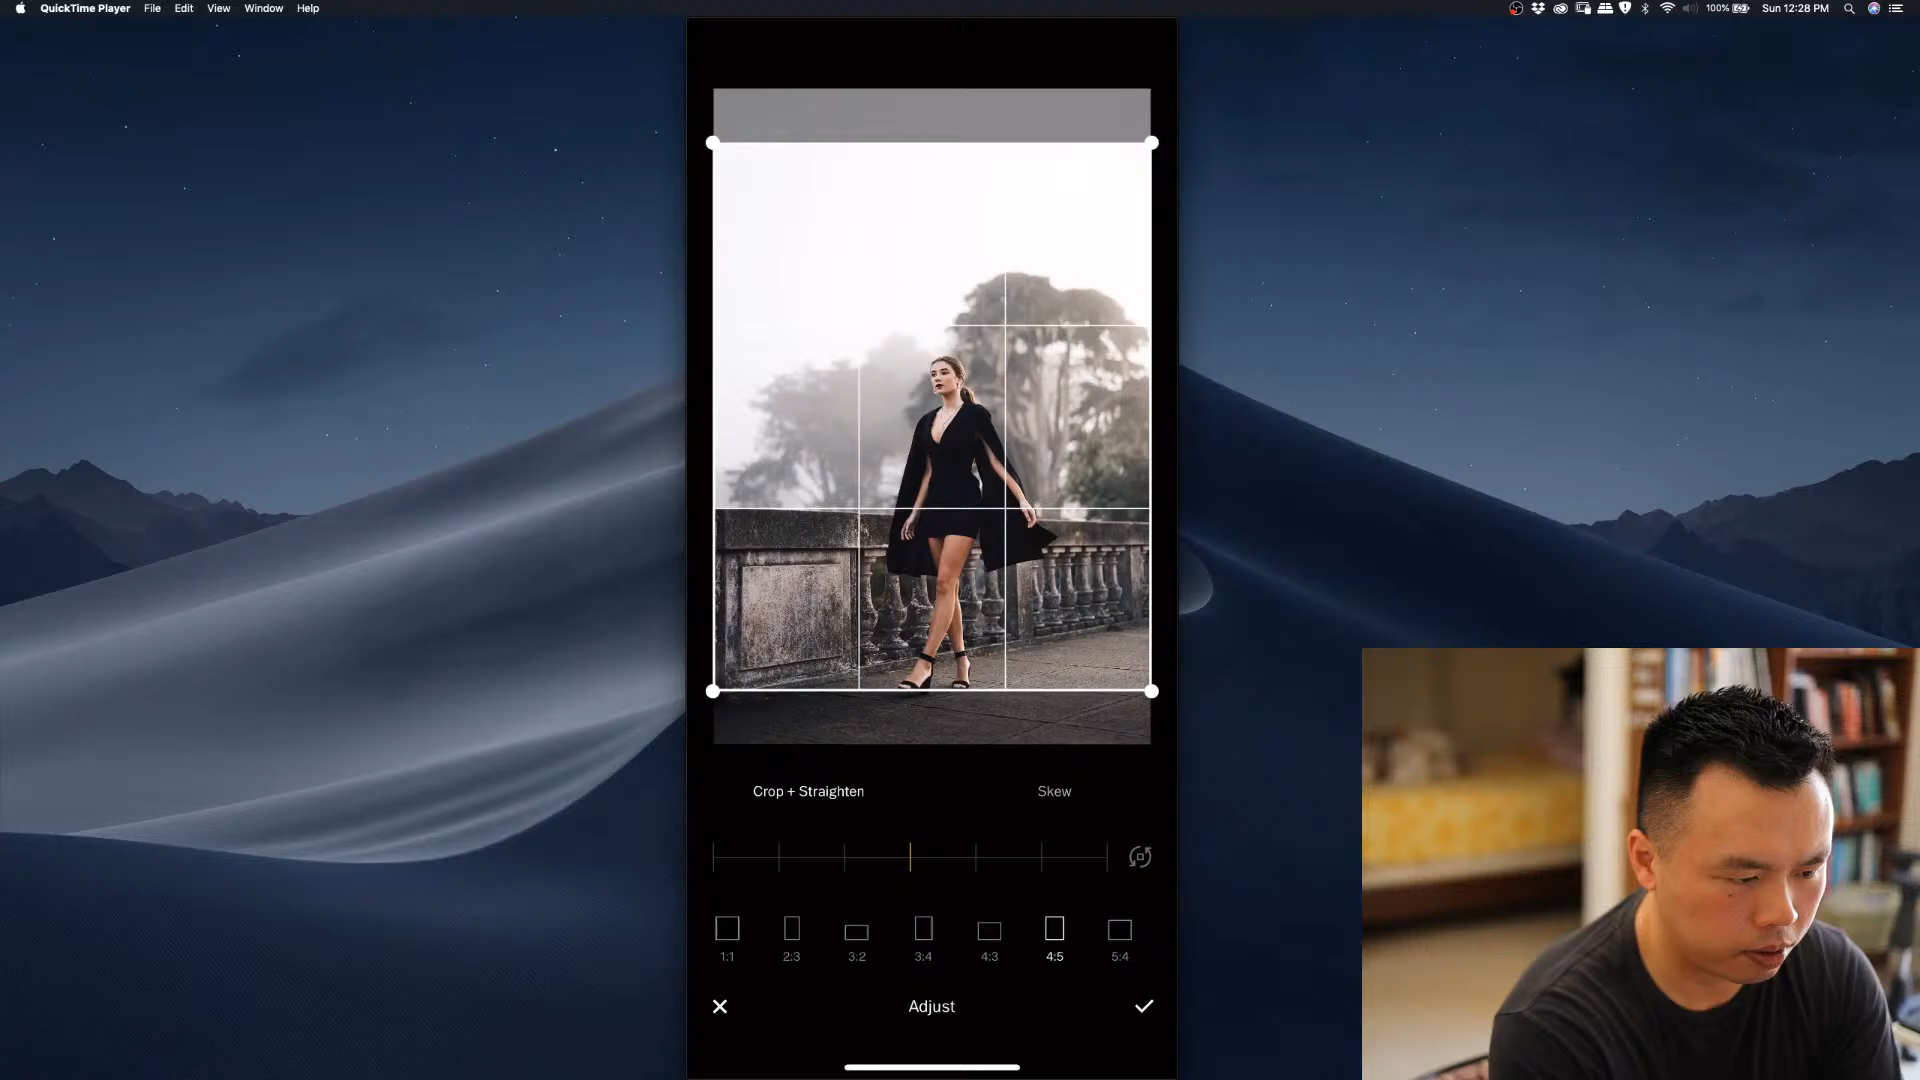 QuickTime Player File Edit View Window Help 100% Sun 12:28 PM
Crop + Straighten Skew
1:1 2:3 3:2 3:4 4:3 4:5 5:4
Adjust